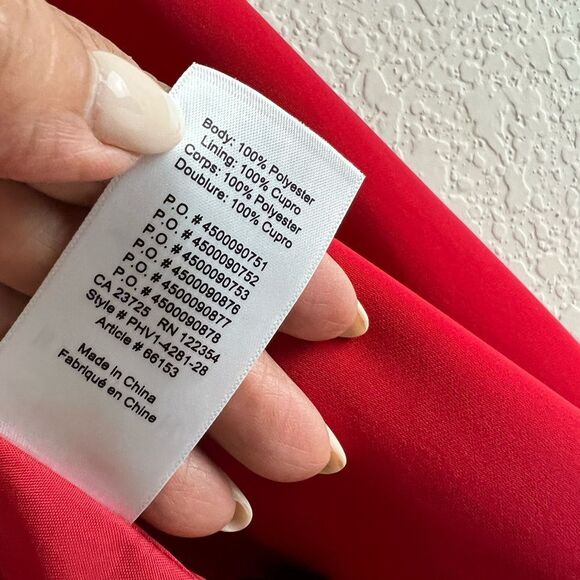 Body: 100% Polyester
Lining: 100% Cupro
Corps: 100% Polyester
Doublure: 100% Cupro
P.O. # 4500090751
P.O. # 4500090752
P.O. # 4500090753
P.O. # 4500090876
P.O. # 4500090877
P.O. # 4500090878
CA 23725 RN 122354
Style# PHV1-4281-28
Article # 66153
Made in China
Fabriqué en Chine